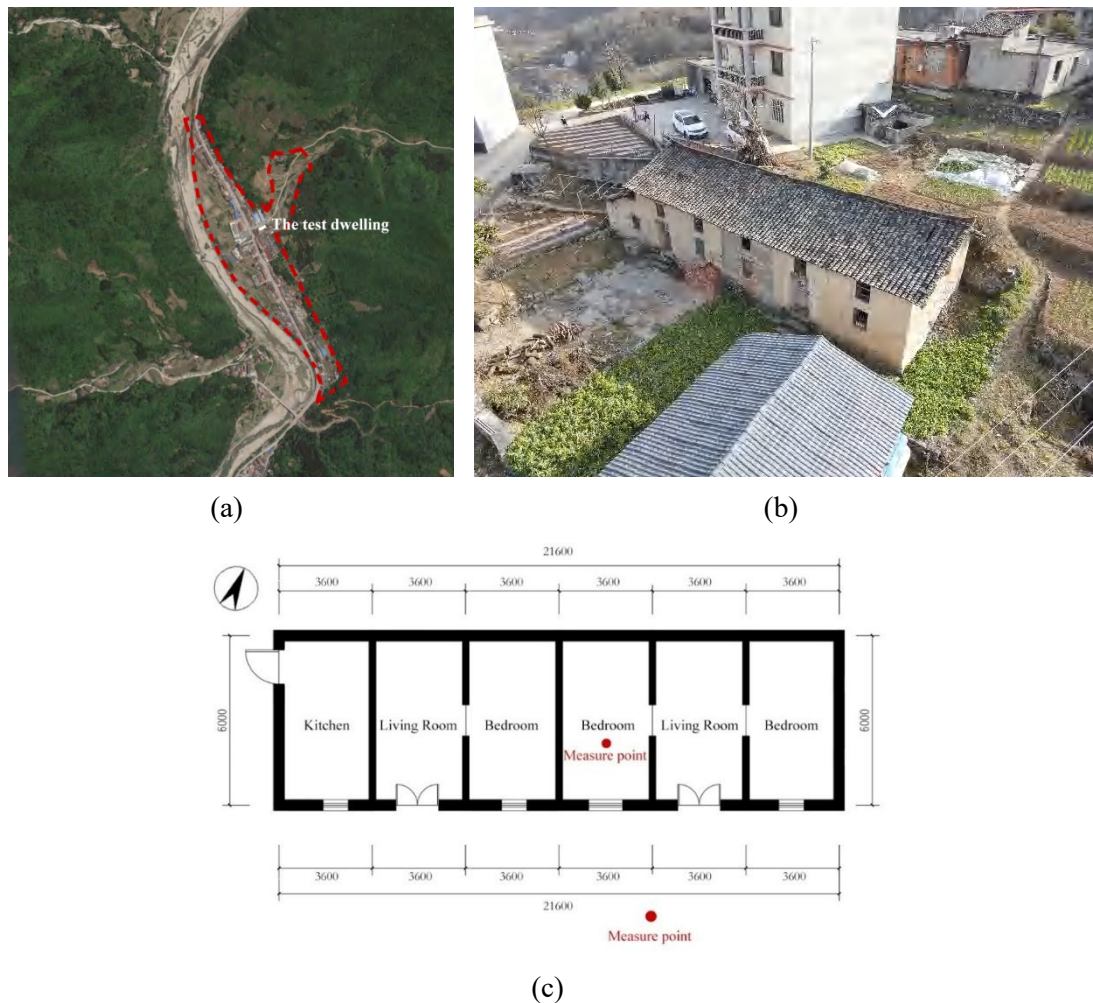 The test dwelling
(a)
(b)
21600
3600 3600 3600 3600 3600 3600
6000
Kitchen Living Room Bedroom Bedroom Living Room Bedroom
6000
Measure point
3600 3600 3600 3600 3600 3600
21600
Measure point
(c)